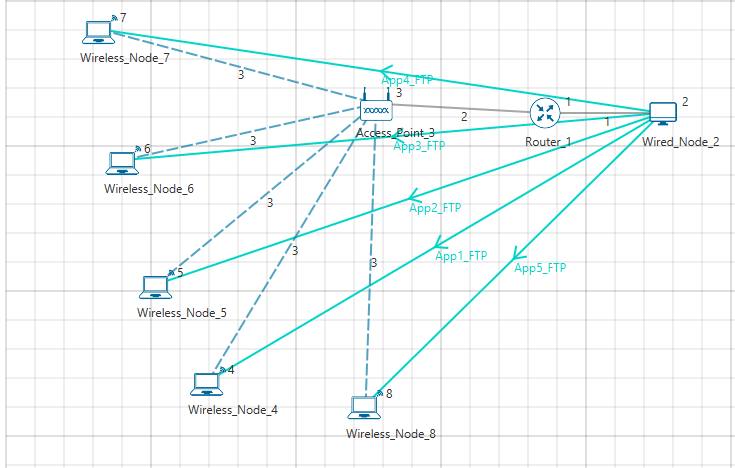 7
Wireless_Node_7
App4_FTP
3
3
Access_Point_3
2
1
Router_1
1
2
Wired_Node_2
App3_FTP
6
3
Wireless_Node_6
3
App2_FTP
5
Wireless_Node_5
3
3
App1_FTP
App5_FTP
4
Wireless_Node_4
8
Wireless_Node_8